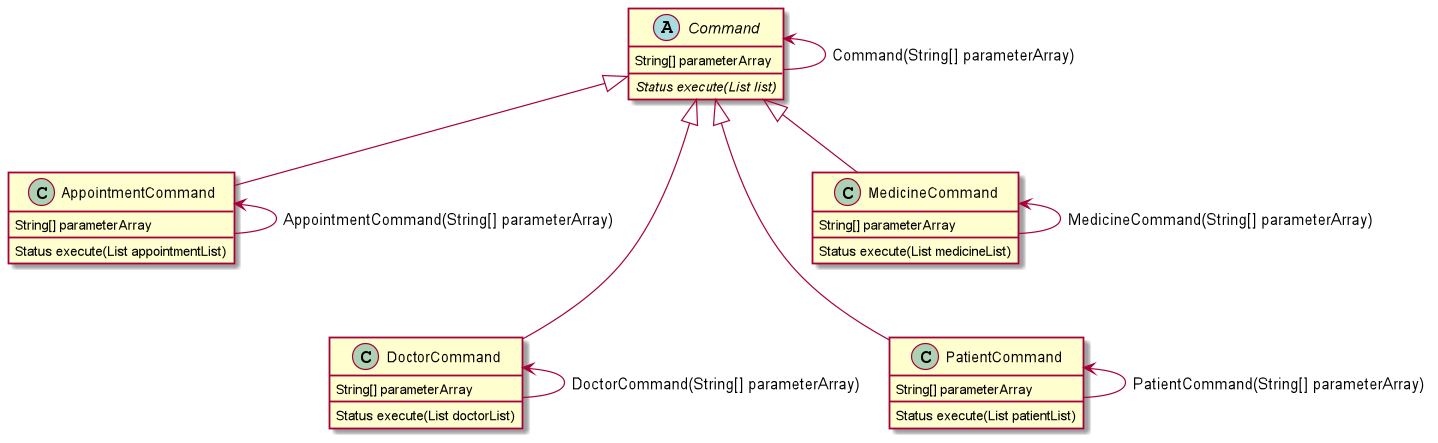 A Command
String[] parameterArray
Status execute(List list)
Command(String[] parameterArray)
C AppointmentCommand
String[] parameterArray
Status execute(List appointmentList)
AppointmentCommand(String[] parameterArray)
C MedicineCommand
String[] parameterArray
Status execute(List medicineList)
MedicineCommand(String[] parameterArray)
C DoctorCommand
String[] parameterArray
Status execute(List doctorList)
DoctorCommand(String[] parameterArray)
C PatientCommand
String[] parameterArray
Status execute(List patientList)
PatientCommand(String[] parameterArray)